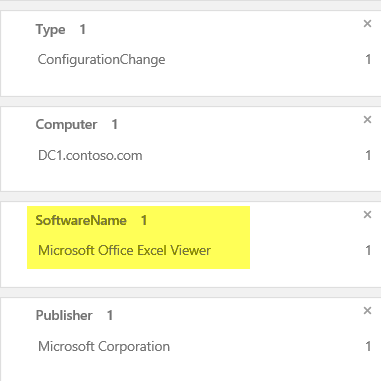 Type 1 ×
ConfigurationChange 1
Computer 1 ×
DC1.contoso.com 1
SoftwareName 1 ×
Microsoft Office Excel Viewer 1
Publisher 1 ×
Microsoft Corporation 1